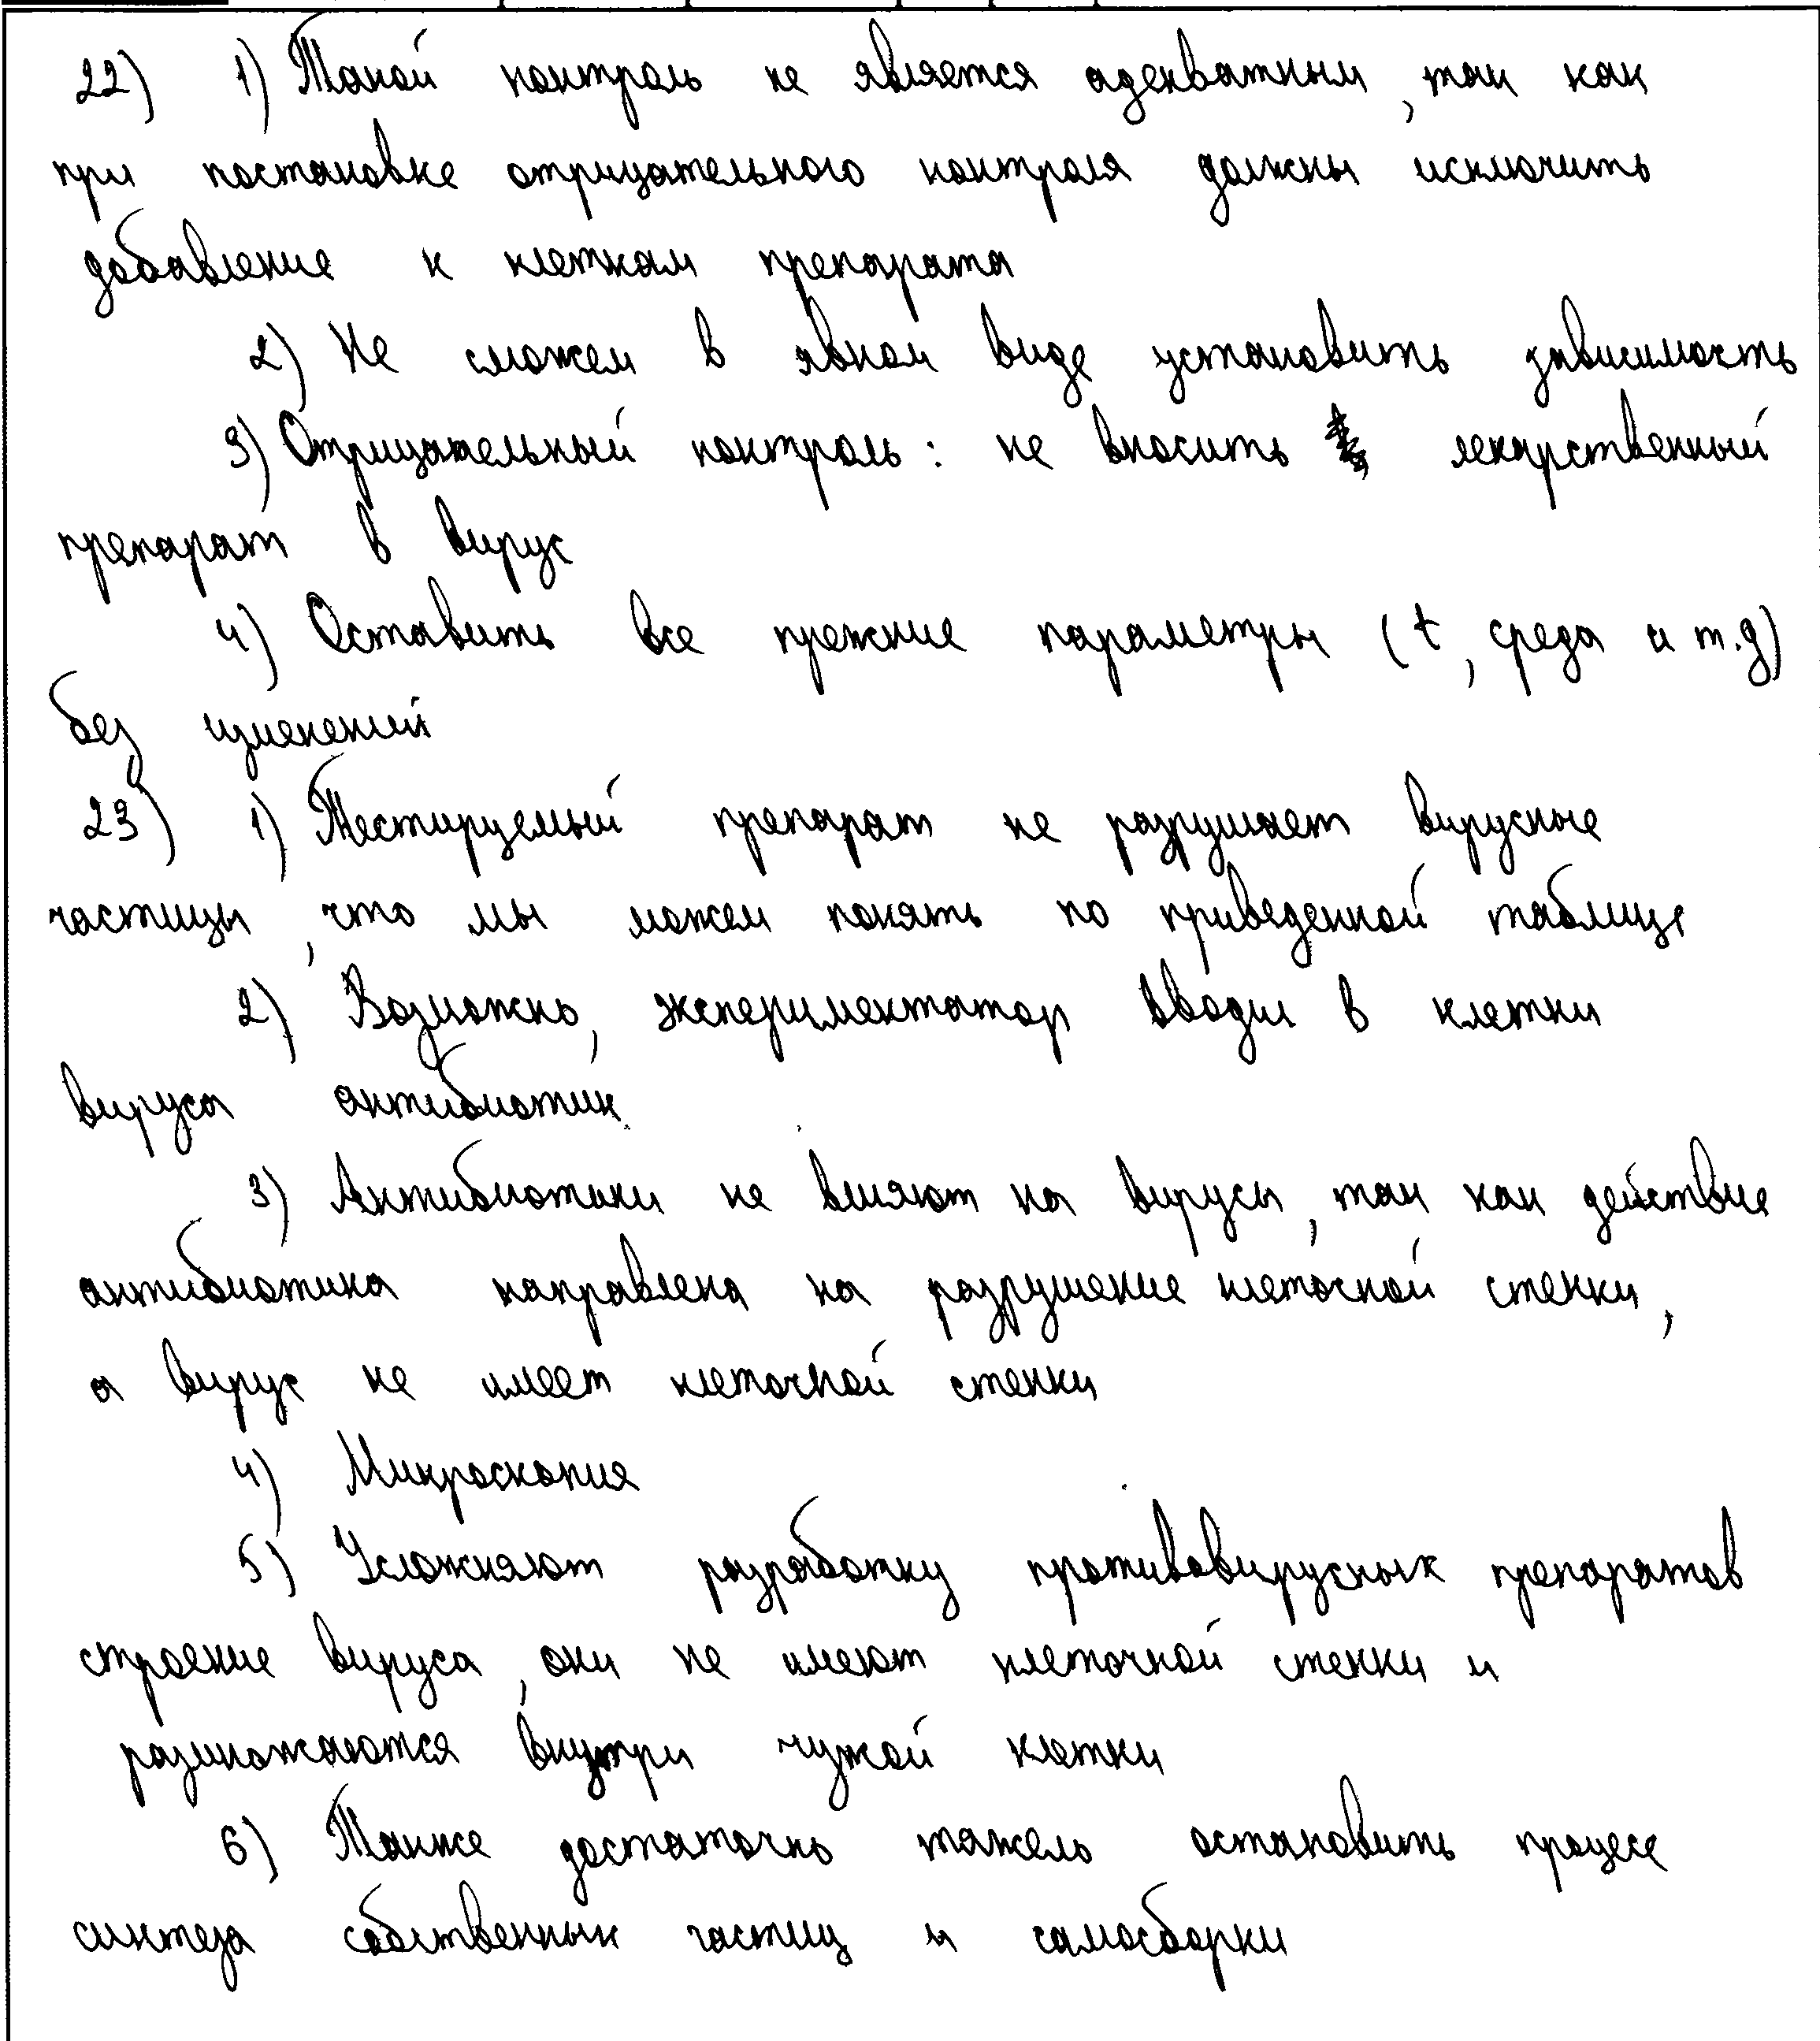 22) 1) Такой контроль не является адекватным, так как
при постановке отрицательного контроля должны исключить
добавление к клеткам препарата
2) Не сможем в явном виде установить зависимость
3) Отрицательный контроль: не вносить лекарственный
препарат в вирус
4) Оставить все прежние параметры (t, среда и т.д)
без изменений
23) 1) Тестируемый препарат не разрушает вирусные
частицы, что мы можем понять по приведенной таблице
2) Возможно, экспериментатор вводил в клетки
вируса антибиотик
3) Антибиотики не влияют на вирусы, так как действие
антибиотика направлена на разрушение клеточной стенки,
а вирус не имеет клеточной стенки
4) Микроскопия
5) Усложняют разработку противовирусных препаратов
строение вируса, они не имеют клеточной стенки и
размножаются внутри чужой клетки
6) Также достаточно тяжело остановить процесс
синтеза собственных частиц и самосборки